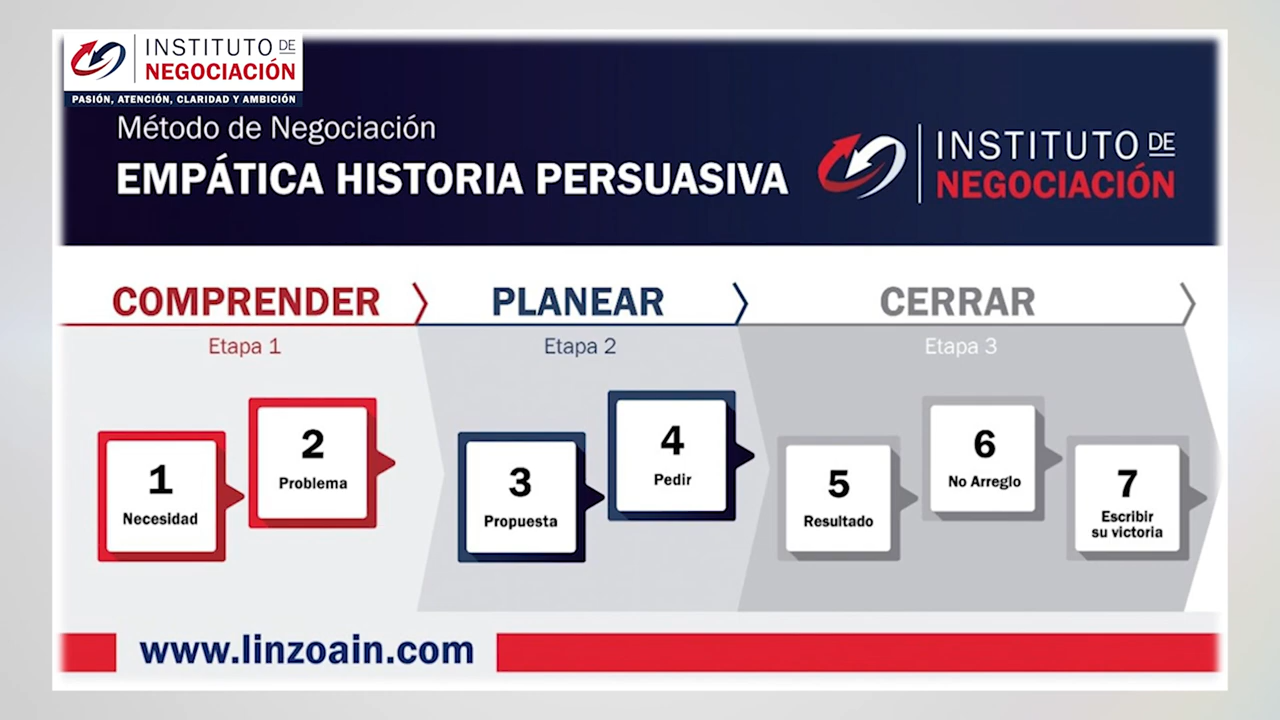 INSTITUTO DE
NEGOCIACIÓN
PASIÓN, ATENCIÓN, CLARIDAD Y AMBICIÓN
Método de Negociación
EMPÁTICA HISTORIA PERSUASIVA
INSTITUTO DE
NEGOCIACIÓN
COMPRENDER
Etapa 1
1
Necesidad
2
Problema
PLANEAR
Etapa 2
3
Propuesta
4
Pedir
CERRAR
Etapa 3
5
Resultado
6
No Arreglo
7
Escribir
su victoria
www.linzoain.com